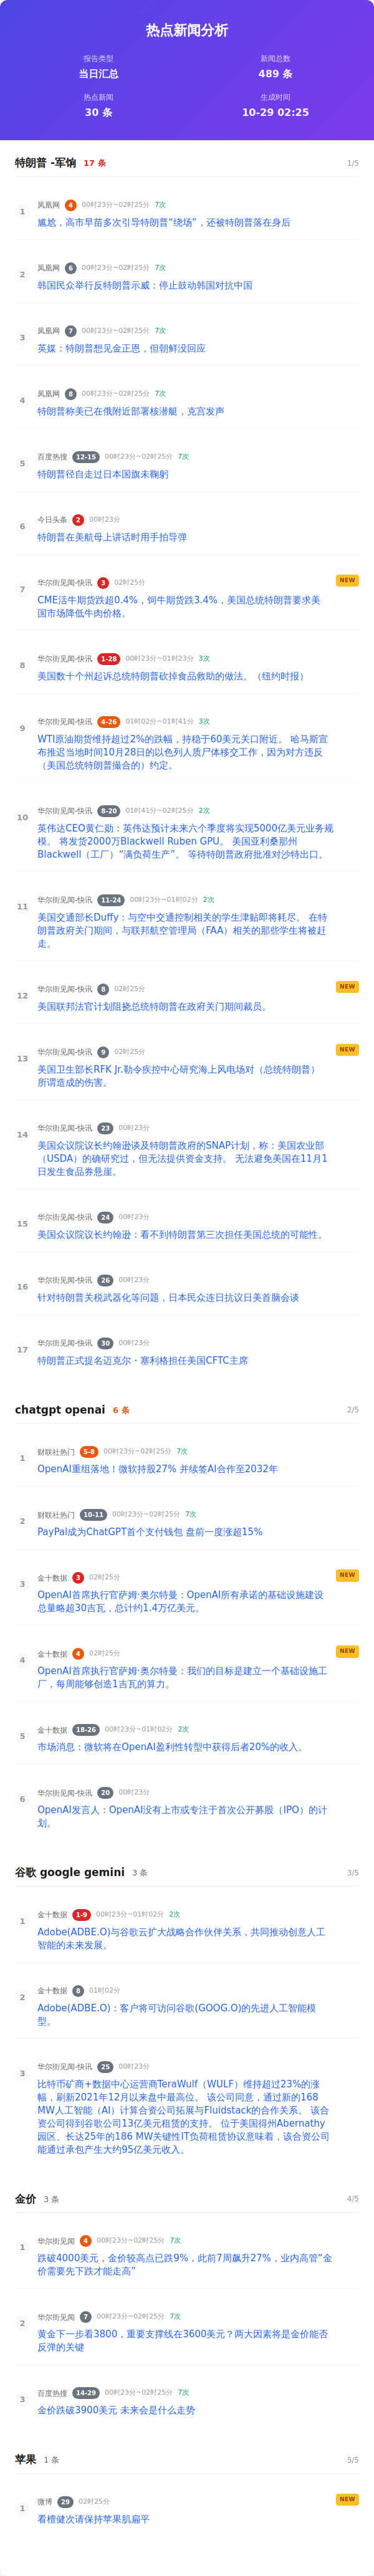 热点新闻分析
报告类型
当日汇总
新闻总数
489 条
热点新闻
30 条
生成时间
10-29 02:25
特朗普 -军饷 17 条 1/5
1 凤凰网 4 00时23分~02时25分 7次
尴尬，高市早苗多次引导特朗普“绕场”，还被特朗普落在身后
2 凤凰网 6 00时23分~02时25分 7次
韩国民众举行反特朗普示威：停止鼓动韩国对抗中国
3 凤凰网 7 00时23分~02时25分 7次
英媒：特朗普想见金正恩，但朝鲜没回应
4 凤凰网 8 00时23分~02时25分 7次
特朗普称美已在俄附近部署核潜艇，克宫发声
5 百度热搜 12-15 00时23分~02时25分 7次
特朗普径自走过日本国旗未鞠躬
6 今日头条 2 00时23分
特朗普在美航母上讲话时用手拍导弹
7 华尔街见闻-快讯 3 02时25分 NEW
CME活牛期货跌超0.4%，饲牛期货跌3.4%，美国总统特朗普要求美
国市场降低牛肉价格。
8 华尔街见闻-快讯 1-28 00时23分~01时23分 3次
美国数十个州起诉总统特朗普砍掉食品救助的做法。（纽约时报）
9 华尔街见闻-快讯 4-26 01时02分~01时41分 3次
WTI原油期货维持超过2%的跌幅，持稳于60美元关口附近。 哈马斯宣
布推迟当地时间10月28日的以色列人质尸体移交工作，因为对方违反
（美国总统特朗普撮合的）约定。
10 华尔街见闻-快讯 8-20 01时41分~02时25分 2次
英伟达CEO黄仁勋：英伟达预计未来六个季度将实现5000亿美元业务规
模。 将发货2000万Blackwell Ruben GPU。 美国亚利桑那州
Blackwell（工厂）“满负荷生产”。 等待特朗普政府批准对沙特出口。
11 华尔街见闻-快讯 11-24 00时23分~01时02分 2次
美国交通部长Duffy：与空中交通控制相关的学生津贴即将耗尽。 在特
朗普政府关门期间，与联邦航空管理局（FAA）相关的那些学生将被赶
走。
12 华尔街见闻-快讯 8 02时25分 NEW
美国联邦法官计划阻挠总统特朗普在政府关门期间裁员。
13 华尔街见闻-快讯 9 02时25分 NEW
美国卫生部长RFK Jr.勒令疾控中心研究海上风电场对（总统特朗普）
所谓造成的伤害。
14 华尔街见闻-快讯 23 00时23分
美国众议院议长约翰逊谈及特朗普政府的SNAP计划，称：美国农业部
（USDA）的确研究过，但无法提供资金支持。 无法避免美国在11月1
日发生食品券悬崖。
15 华尔街见闻-快讯 24 00时23分
美国众议院议长约翰逊：看不到特朗普第三次担任美国总统的可能性。
16 华尔街见闻-快讯 26 00时23分
针对特朗普关税武器化等问题，日本民众连日抗议日美首脑会谈
17 华尔街见闻-快讯 30 00时23分
特朗普正式提名迈克尔・塞利格担任美国CFTC主席
chatgpt openai 6 条 2/5
1 财联社热门 5-8 00时23分~02时25分 7次
OpenAI重组落地！微软持股27% 并续签AI合作至2032年
2 财联社热门 10-11 00时23分~02时25分 7次
PayPal成为ChatGPT首个支付钱包 盘前一度涨超15%
3 金十数据 3 02时25分 NEW
OpenAI首席执行官萨姆·奥尔特曼：OpenAI所有承诺的基础设施建设
总量略超30吉瓦，总计约1.4万亿美元。
4 金十数据 4 02时25分 NEW
OpenAI首席执行官萨姆·奥尔特曼：我们的目标是建立一个基础设施工
厂，每周能够创造1吉瓦的算力。
5 金十数据 18-26 00时23分~01时02分 2次
市场消息：微软将在OpenAI盈利性转型中获得后者20%的收入。
6 华尔街见闻-快讯 20 00时23分
OpenAI发言人：OpenAI没有上市或专注于首次公开募股（IPO）的计
划。
谷歌 google gemini 3 条 3/5
1 金十数据 1-9 00时23分~01时02分 2次
Adobe(ADBE.O)与谷歌云扩大战略合作伙伴关系，共同推动创意人工
智能的未来发展。
2 金十数据 8 01时02分
Adobe(ADBE.O)：客户将可访问谷歌(GOOG.O)的先进人工智能模
型。
3 华尔街见闻-快讯 25 00时23分
比特币矿商+数据中心运营商TeraWulf（WULF）维持超过23%的涨
幅，刷新2021年12月以来盘中最高位。 该公司同意，通过新的168
MW人工智能（AI）计算合资公司拓展与Fluidstack的合作关系。 该合
资公司得到谷歌公司13亿美元租赁的支持。 位于美国得州Abernathy
园区、长达25年的186 MW关键性IT负荷租赁协议意味着，该合资公司
能通过承包产生大约95亿美元收入。
金价 3 条 4/5
1 华尔街见闻 4 00时23分~02时25分 7次
跌破4000美元，金价较高点已跌9%，此前7周飙升27%，业内高管“金
价需要先下跌才能走高”
2 华尔街见闻 7 00时23分~02时25分 7次
黄金下一步看3800，重要支撑线在3600美元？两大因素将是金价能否
反弹的关键
3 百度热搜 14-29 00时23分~02时25分 7次
金价跌破3900美元 未来会是什么走势
苹果 1 条 5/5
1 微博 29 02时25分 NEW
看檀健次请保持苹果肌扁平